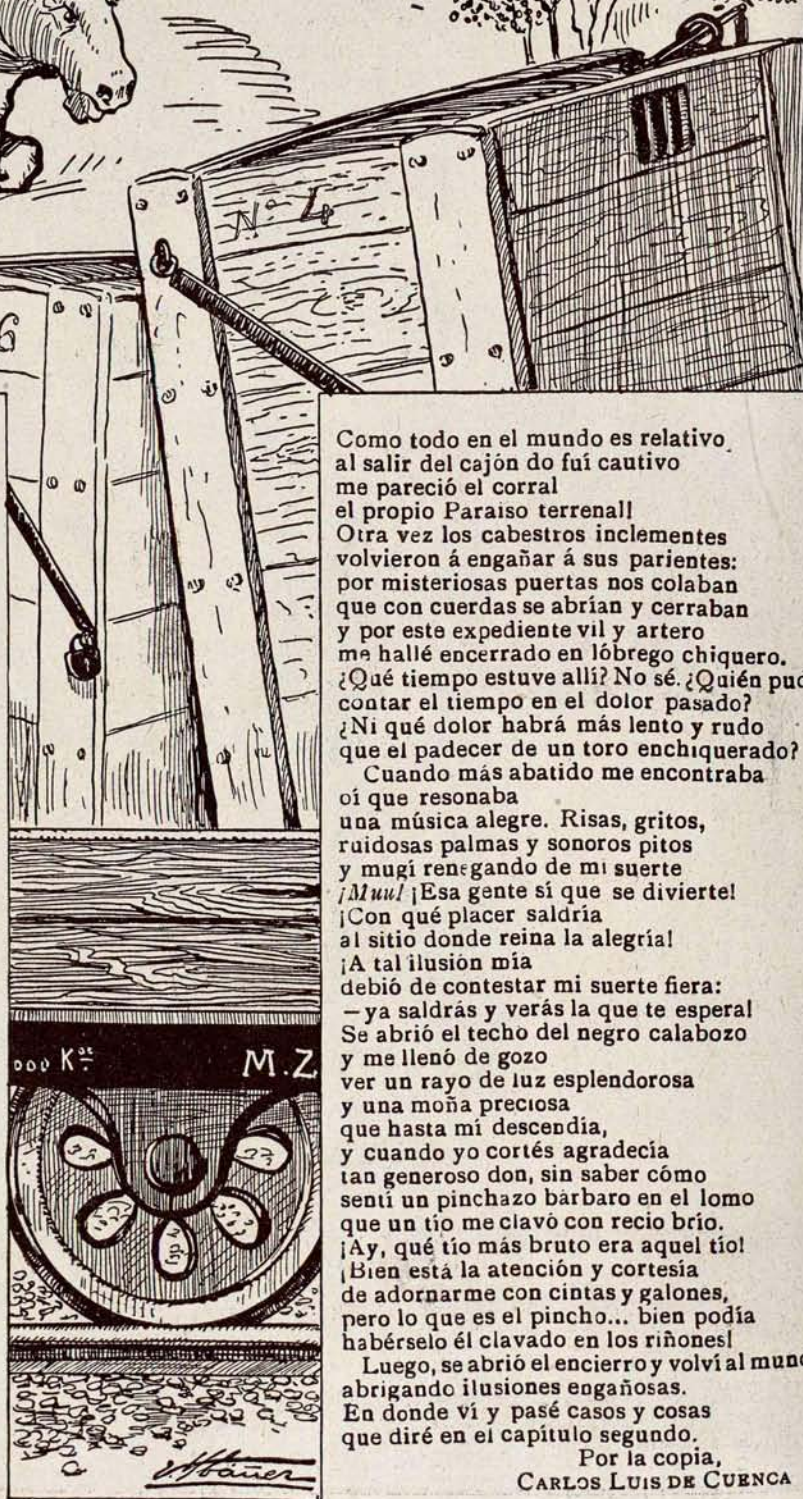 Nº 4
6
Como todo en el mundo es relativo
al salir del cajón do fuí cautivo
me pareció el corral
el propio Paraiso terrenal!
Otra vez los cabestros inclementes
volvieron á engañar á sus parientes:
por misteriosas puertas nos colaban
que con cuerdas se abrían y cerraban
y por este expediente vil y artero
me hallé encerrado en lóbrego chiquero.
¿Qué tiempo estuve allí? No sé. ¿Quién pud
contar el tiempo en el dolor pasado?
¿Ni qué dolor habrá más lento y rudo
que el padecer de un toro enchiquerado?
Cuando más abatido me encontraba
oí que resonaba
una música alegre. Risas, gritos,
ruidosas palmas y sonoros pitos
y mugí renegando de mi suerte
¡Muu! ¡Esa gente sí que se divierte!
¡Con qué placer saldría
al sitio donde reina la alegría!
¡A tal ilusión mía
debió de contestar mi suerte fiera:
—ya saldrás y verás la que te espera!
Se abrió el techo del negro calabozo
y me llenó de gozo
ver un rayo de luz esplendorosa
y una moña preciosa
que hasta mí descendía,
y cuando yo cortés agradecía
tan generoso don, sin saber cómo
sentí un pinchazo bárbaro en el lomo
que un tío me clavó con recio brío.
¡Ay, qué tío más bruto era aquel tío!
¡Bien está la atención y cortesía
de adornarme con cintas y galones,
pero lo que es el pincho... bien podía
habérselo él clavado en los riñones!
Luego, se abrió el encierro y volví al mund
abrigando ilusiones engañosas.
En donde ví y pasé casos y cosas
que diré en el capítulo segundo.
Por la copia,
CARLOS LUIS DE CUENCA
000 Kos M.Z